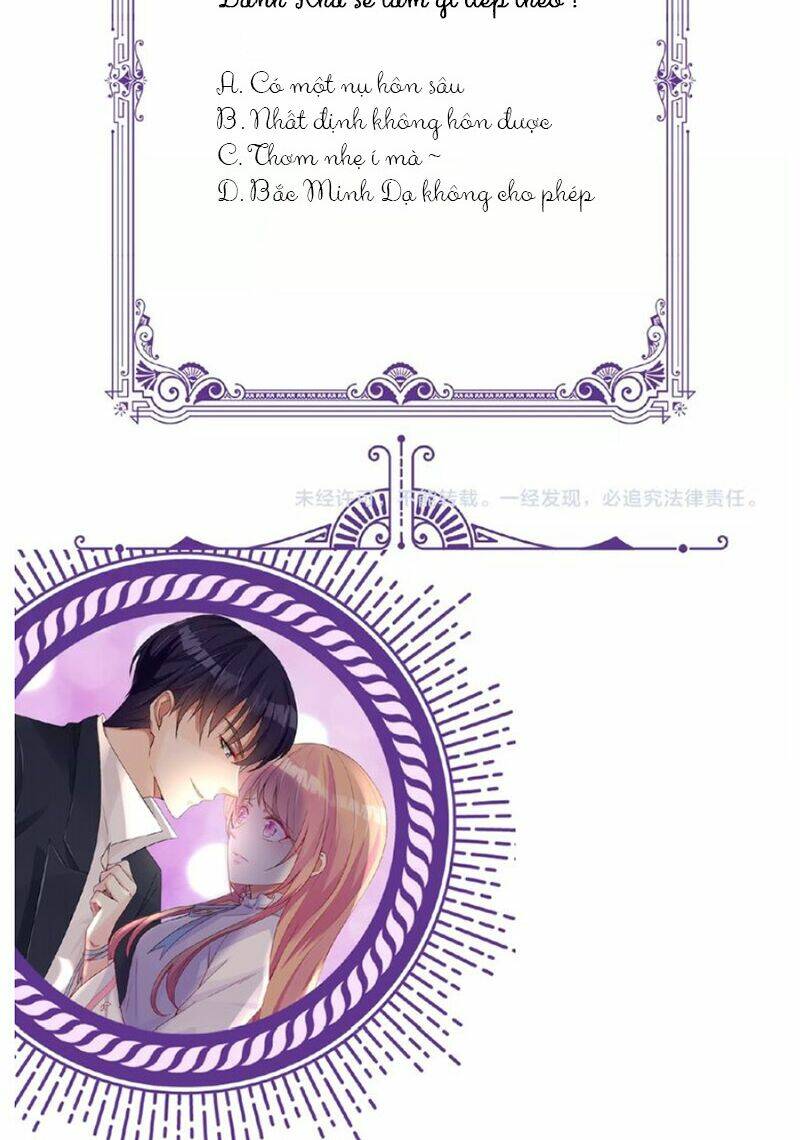 A. Có một nụ hôn sâu
B. Nhất định không hôn được
C. Thơm nhẹ í mà ~
D. Bắc Minh Dạ không cho phép
未经许可，不能转载。一经发现，必追究法律责任。